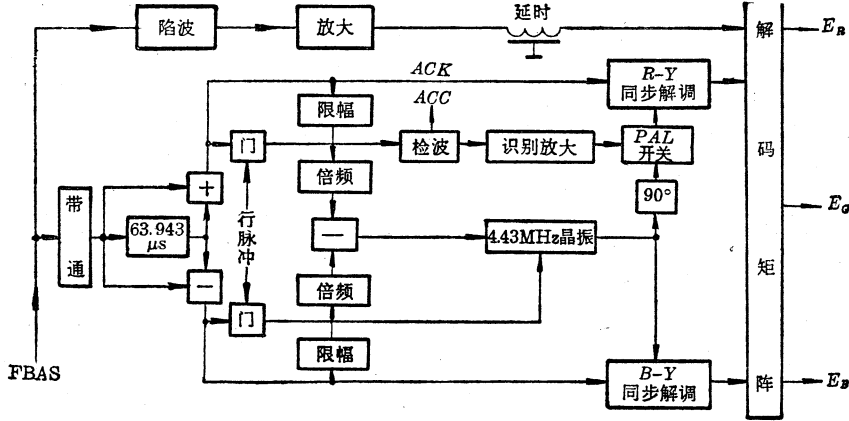 陷波
放大
延时
解
码
矩
阵
E_R
ACK
R-Y
同步解调
ACC
限幅
门
检波
识别放大
PAL
开关
倍频
90°
带
通
+
63.943
μs
行
脉
冲
—
4.43MHz晶振
E_G
—
倍频
门
限幅
FBAS
B-Y
同步解调
E_B